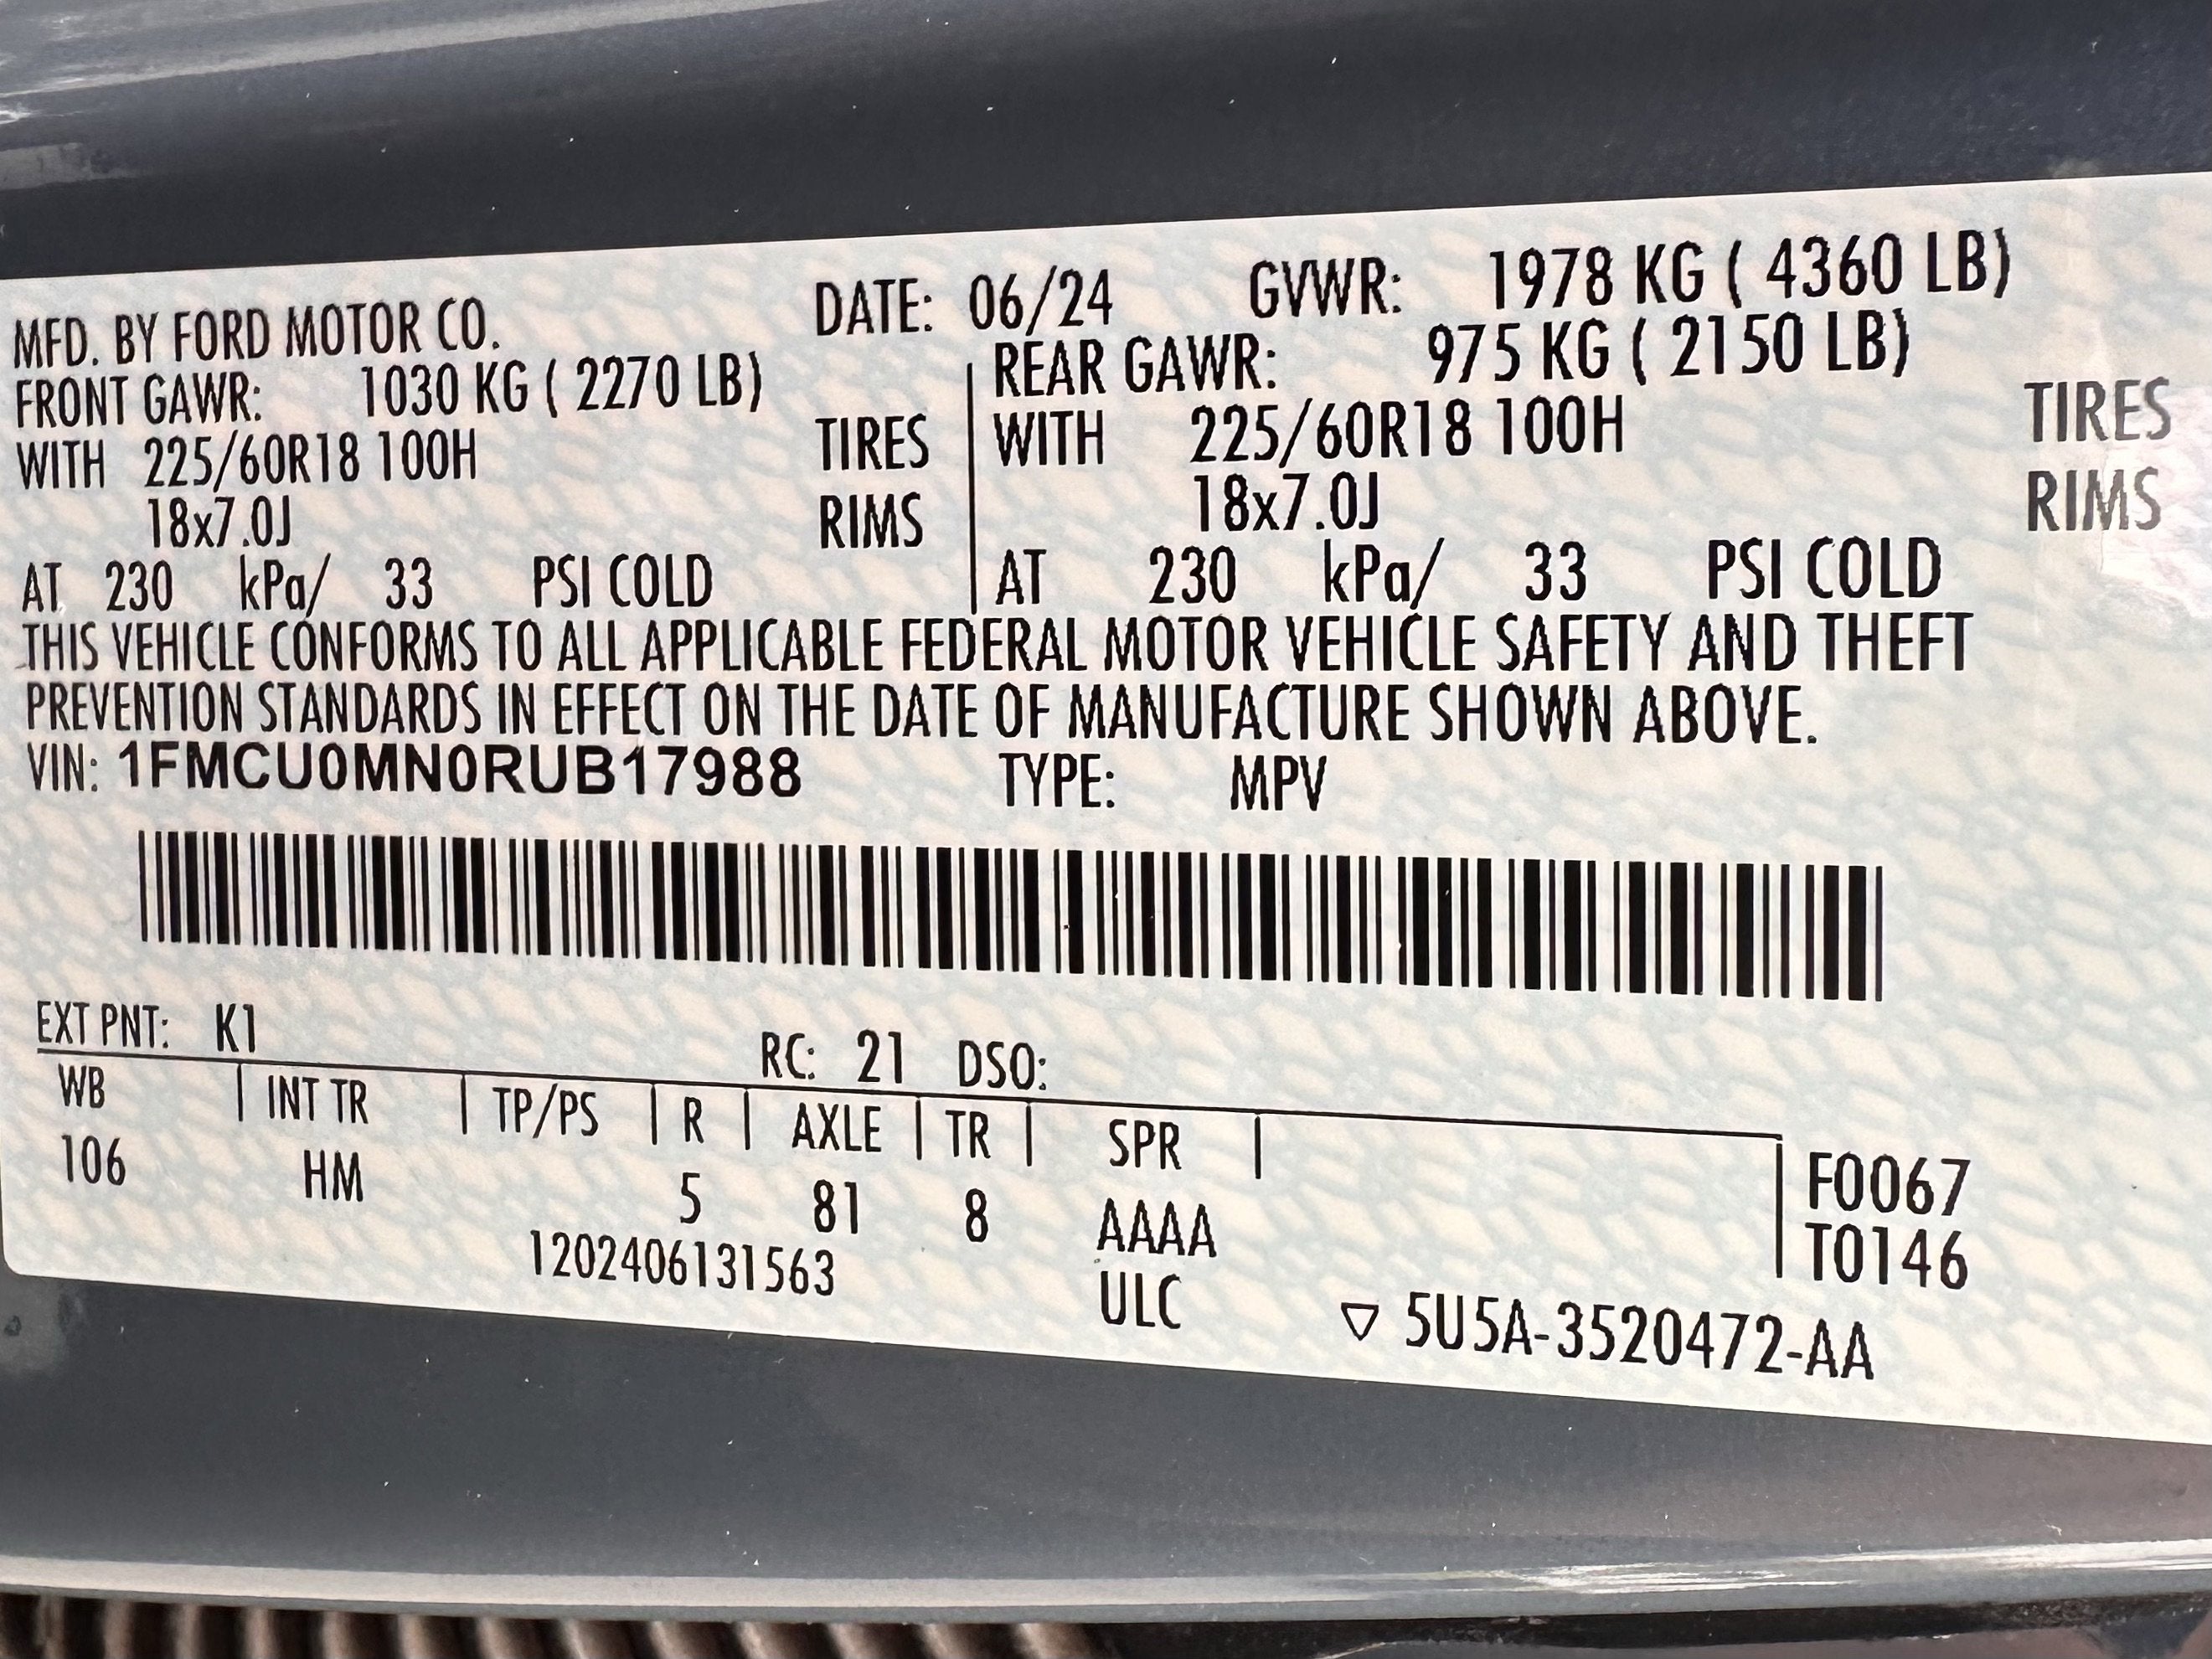 MFD. BY FORD MOTOR CO. DATE: 06/24 GVWR: 1978 KG ( 4360 LB)
FRONT GAWR: 1030 KG ( 2270 LB) REAR GAWR: 975 KG ( 2150 LB)
WITH 225/60R18 100H TIRES WITH 225/60R18 100H TIRES
18x7.0J RIMS 18x7.0J RIMS
AT 230 kPa/ 33 PSI COLD AT 230 kPa/ 33 PSI COLD
THIS VEHICLE CONFORMS TO ALL APPLICABLE FEDERAL MOTOR VEHICLE SAFETY AND THEFT
PREVENTION STANDARDS IN EFFECT ON THE DATE OF MANUFACTURE SHOWN ABOVE.
VIN: 1FMCU0MN0RUB17988 TYPE: MPV
EXT PNT: K1 RC: 21 DSO:
WB | INT TR | TP/PS | R | AXLE | TR | SPR |
106 HM 5 81 8 AAAA F0067
1202406131563 ULC T0146
▽ 5U5A-3520472-AA